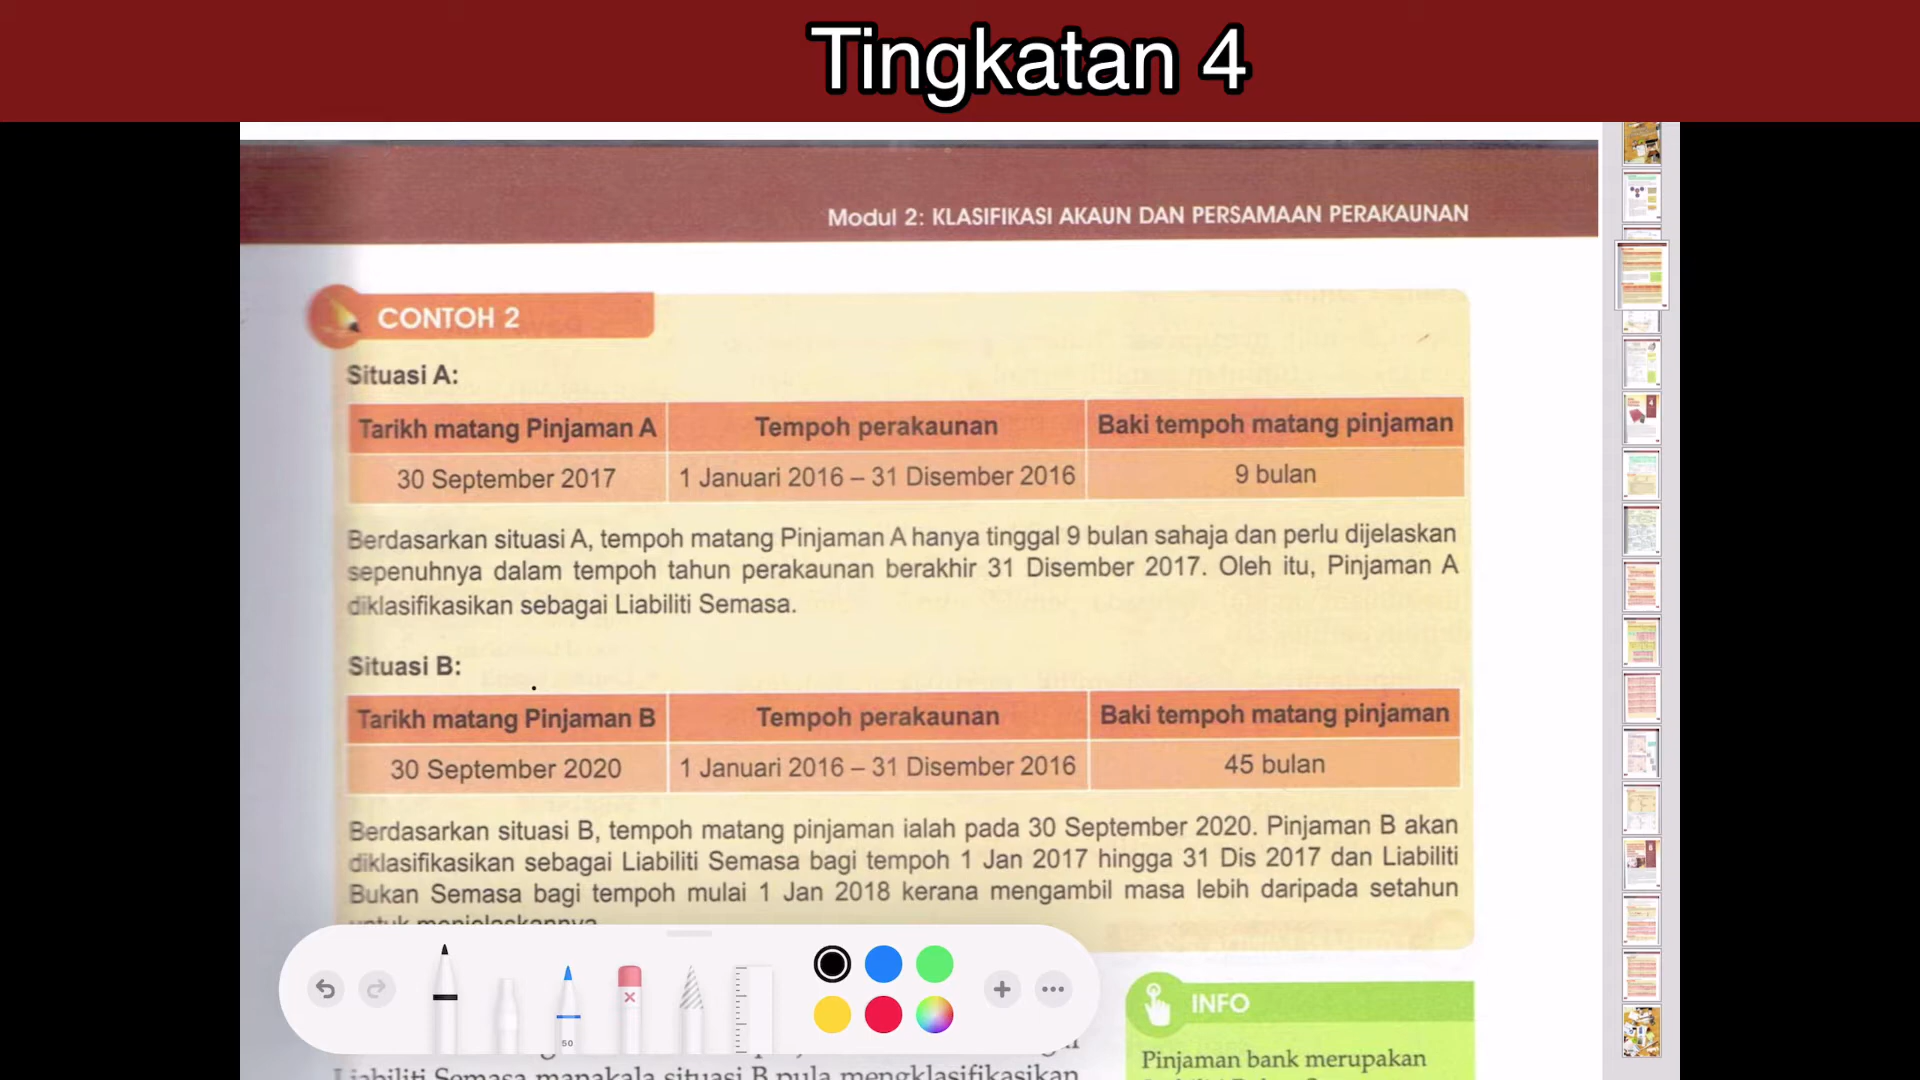 Tingkatan 4
Modul 2: KLASIFIKASI AKAUN DAN PERSAMAAN PERAKAUNAN
CONTOH 2
Situasi A:
Tarikh matang Pinjaman A Tempoh perakaunan Baki tempoh matang pinjaman
30 September 2017 1 Januari 2016 – 31 Disember 2016 9 bulan
Berdasarkan situasi A, tempoh matang Pinjaman A hanya tinggal 9 bulan sahaja dan perlu dijelaskan
sepenuhnya dalam tempoh tahun perakaunan berakhir 31 Disember 2017. Oleh itu, Pinjaman A
diklasifikasikan sebagai Liabiliti Semasa.
Situasi B:
Tarikh matang Pinjaman B Tempoh perakaunan Baki tempoh matang pinjaman
30 September 2020 1 Januari 2016 – 31 Disember 2016 45 bulan
Berdasarkan situasi B, tempoh matang pinjaman ialah pada 30 September 2020. Pinjaman B akan
diklasifikasikan sebagai Liabiliti Semasa bagi tempoh 1 Jan 2017 hingga 31 Dis 2017 dan Liabiliti
Bukan Semasa bagi tempoh mulai 1 Jan 2018 kerana mengambil masa lebih daripada setahun
untuk menjelaskannya.
50
INFO
Pinjaman bank merupakan
Liabiliti Semasa manakala situasi B pula mengklasifikasikan